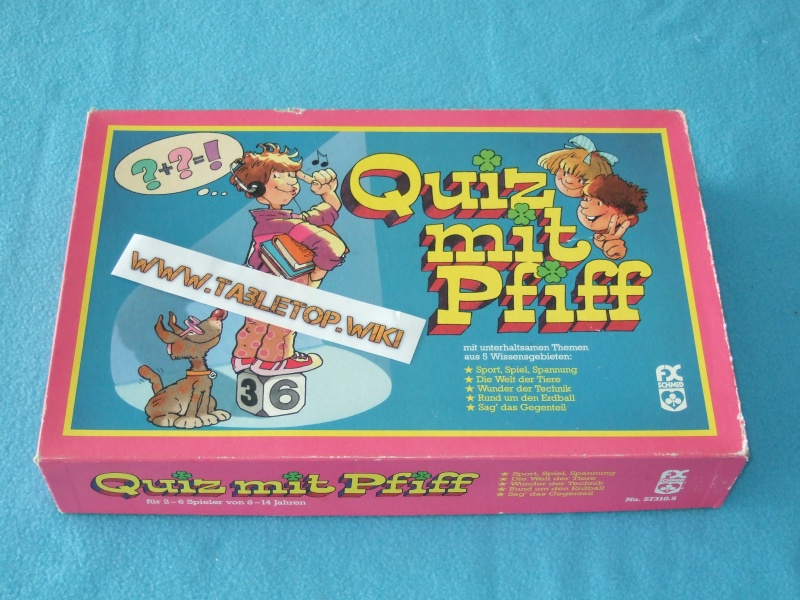 ?+?=!
Quiz
mit
Pfiff
WWW.TABLETOP.WIKI
mit unterhaltsamen Themen
aus 5 Wissensgebieten:
★ Sport, Spiel, Spannung
★ Die Welt der Tiere
★ Wunder der Technik
★ Rund um den Erdball
★ Sag' das Gegenteil
FX
SCHMID
3 6
Quiz mit Pfiff
für 2-6 Spieler von 8-14 Jahren
★ Sport, Spiel, Spannung
★ Die Welt der Tiere
★ Wunder der Technik
★ Rund um den Erdball
★ Sag' das Gegenteil
FX
SCHMID
No. 57310.8